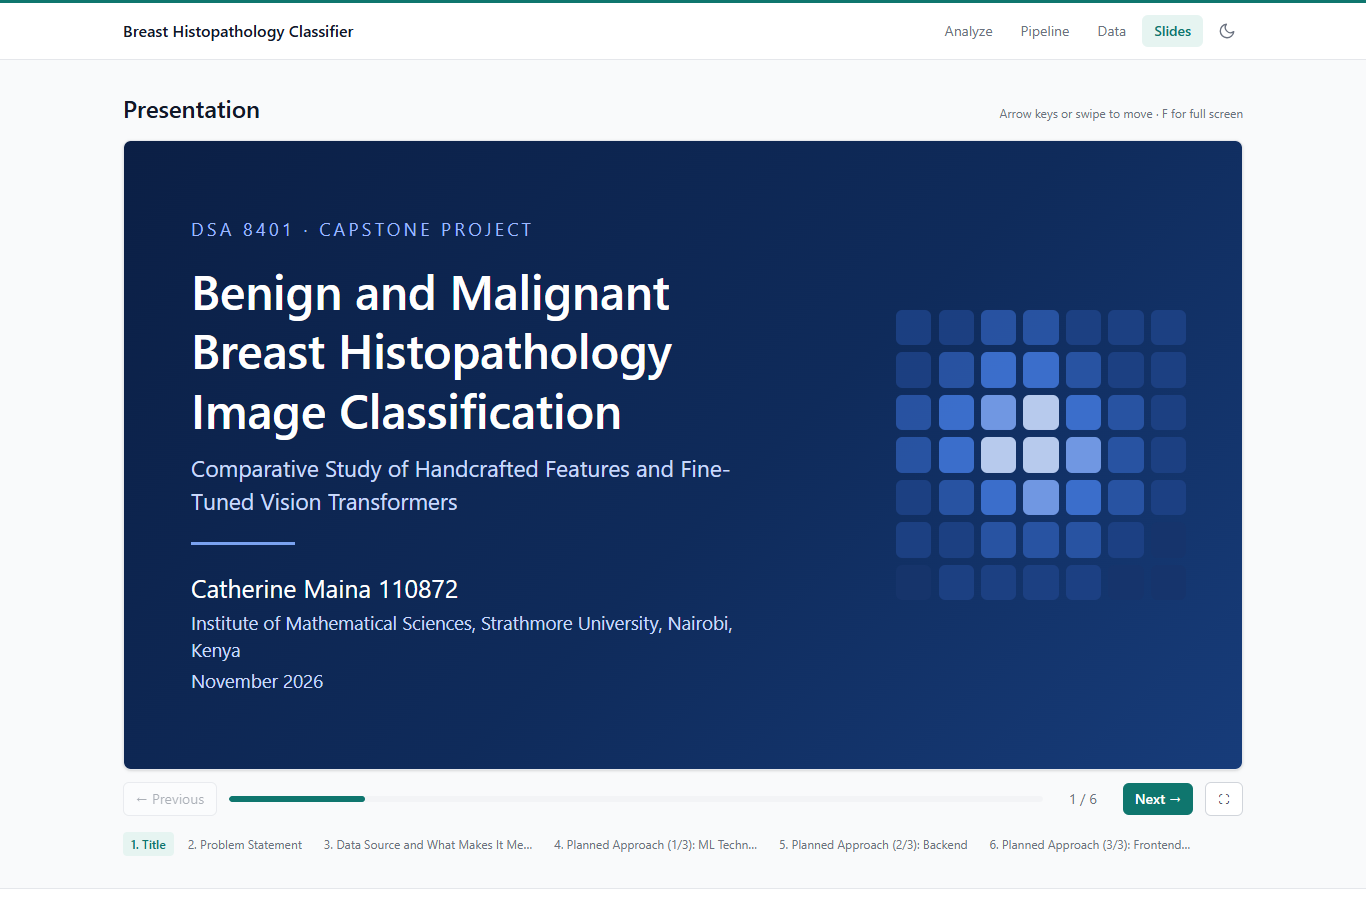 Breast Histopathology Classifier
Analyze
Pipeline
Data
Slides
Presentation
Arrow keys or swipe to move · F for full screen
DSA 8401 · CAPSTONE PROJECT
Benign and Malignant
Breast Histopathology
Image Classification
Comparative Study of Handcrafted Features and Fine-
Tuned Vision Transformers
Catherine Maina 110872
Institute of Mathematical Sciences, Strathmore University, Nairobi,
Kenya
November 2026
← Previous
1 / 6
Next →
1. Title
2. Problem Statement
3. Data Source and What Makes It Me...
4. Planned Approach (1/3): ML Techn...
5. Planned Approach (2/3): Backend
6. Planned Approach (3/3): Frontend...